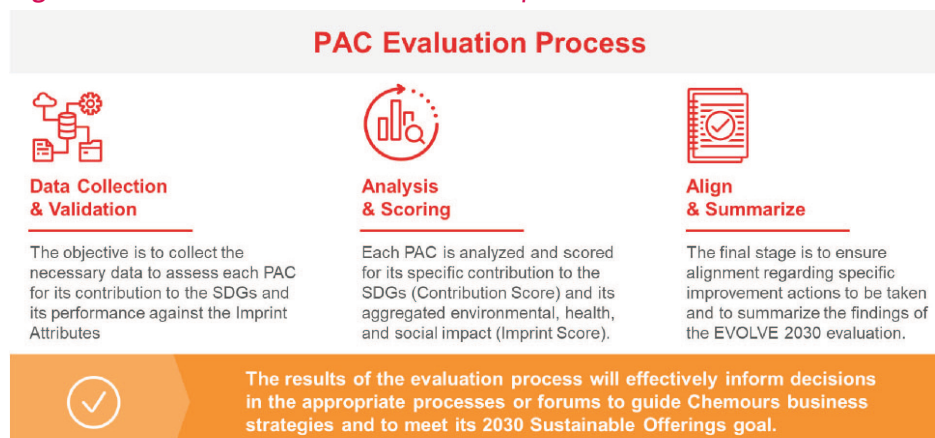 PAC Evaluation Process
Data Collection
& Validation
The objective is to collect the
necessary data to assess each PAC
for its contribution to the SDGs and
its performance against the Imprint
Attributes
Analysis
& Scoring
Each PAC is analyzed and scored
for its specific contribution to the
SDGs (Contribution Score) and its
aggregated environmental, health,
and social impact (Imprint Score).
Align
& Summarize
The final stage is to ensure
alignment regarding specific
improvement actions to be taken
and to summarize the findings of
the EVOLVE 2030 evaluation.
The results of the evaluation process will effectively inform decisions
in the appropriate processes or forums to guide Chemours business
strategies and to meet its 2030 Sustainable Offerings goal.